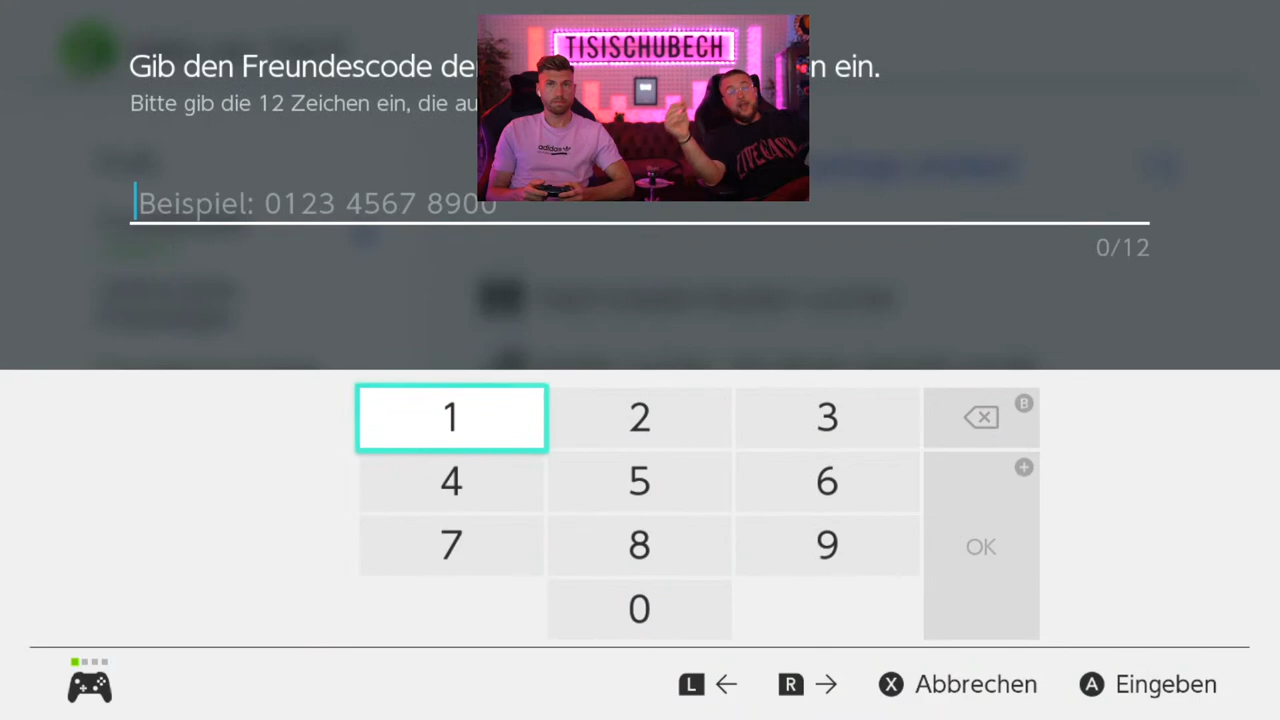 TISISCHUBECH
Gib den Freundescode de n ein.
Bitte gib die 12 Zeichen ein, die au
adidas
Beispiel: 0123 4567 8900
0/12
1 2 3 B
4 5 6 +
7 8 9 OK
0
L ← R → X Abbrechen A Eingeben